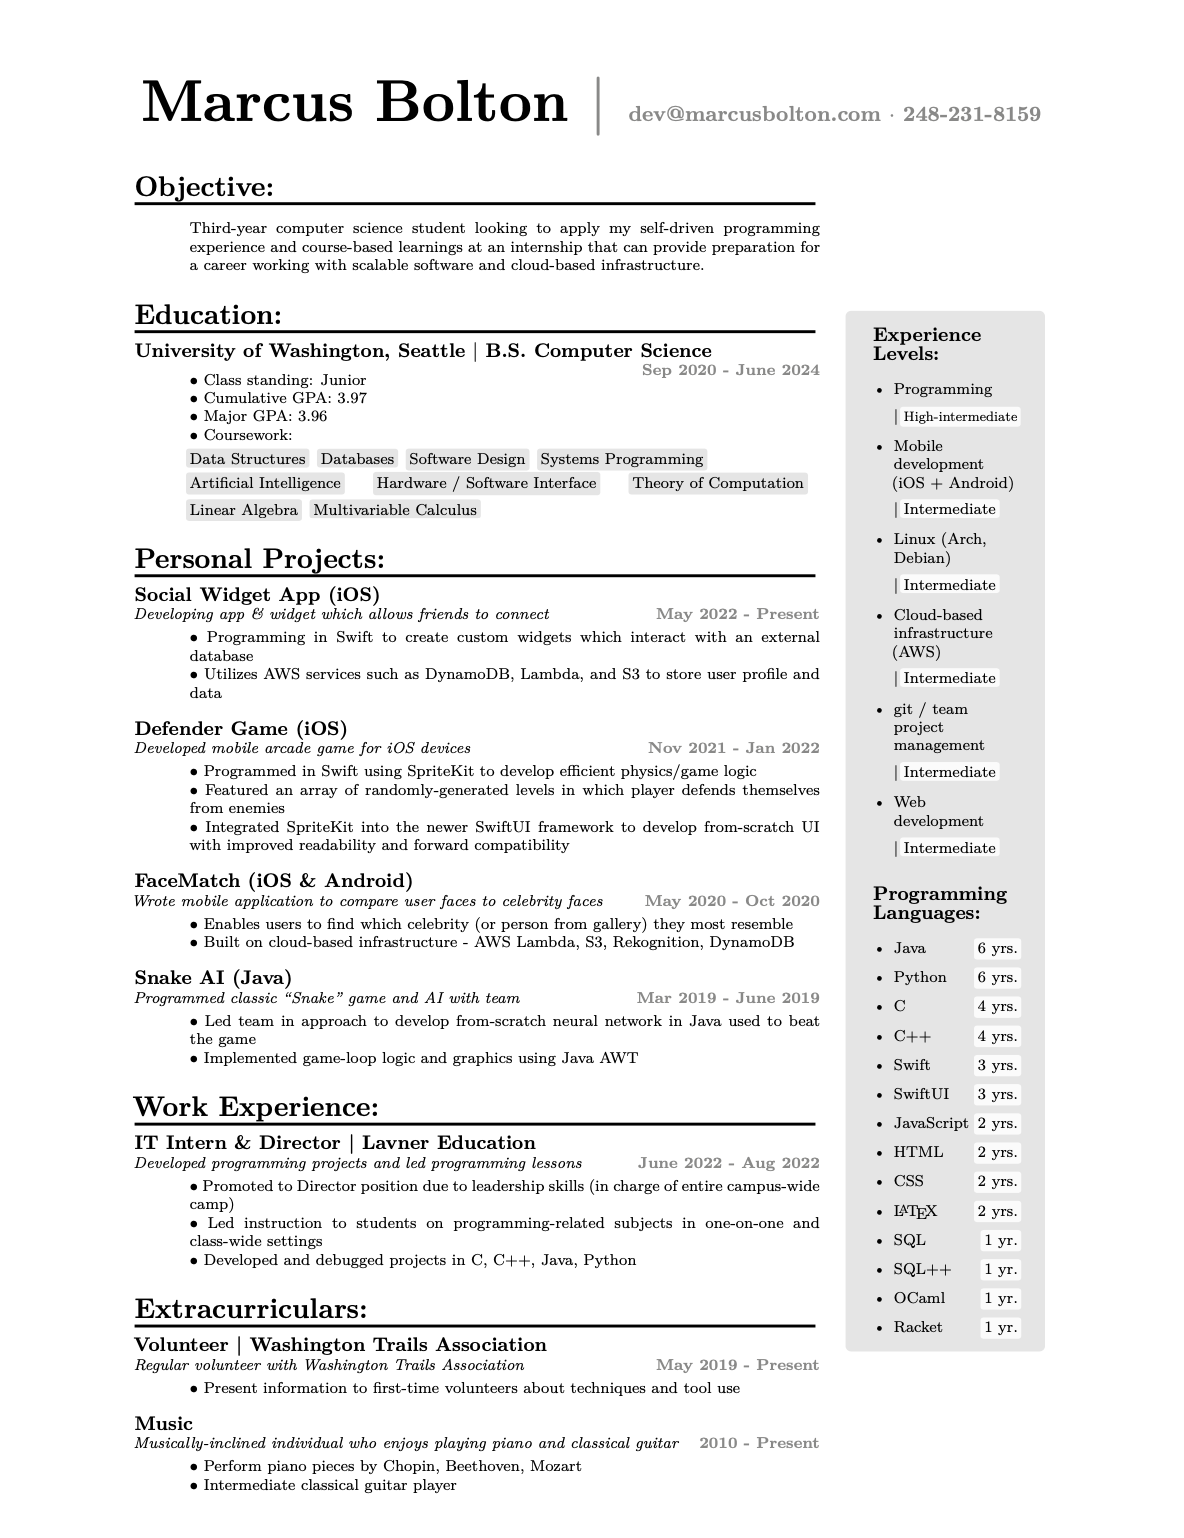 Marcus Bolton
dev@marcusbolton.com · 248-231-8159
Objective:
Third-year computer science student looking to apply my self-driven programming
experience and course-based learnings at an internship that can provide preparation for
a career working with scalable software and cloud-based infrastructure.
Education:
University of Washington, Seattle | B.S. Computer Science
Sep 2020 - June 2024
● Class standing: Junior
● Cumulative GPA: 3.97
● Major GPA: 3.96
● Coursework:
Data Structures Databases Software Design Systems Programming
Artificial Intelligence Hardware / Software Interface Theory of Computation
Linear Algebra Multivariable Calculus
Personal Projects:
Social Widget App (iOS)
Developing app & widget which allows friends to connect May 2022 - Present
● Programming in Swift to create custom widgets which interact with an external
database
● Utilizes AWS services such as DynamoDB, Lambda, and S3 to store user profile and
data
Defender Game (iOS)
Developed mobile arcade game for iOS devices Nov 2021 - Jan 2022
● Programmed in Swift using SpriteKit to develop efficient physics/game logic
● Featured an array of randomly-generated levels in which player defends themselves
from enemies
● Integrated SpriteKit into the newer SwiftUI framework to develop from-scratch UI
with improved readability and forward compatibility
FaceMatch (iOS & Android)
Wrote mobile application to compare user faces to celebrity faces May 2020 - Oct 2020
● Enables users to find which celebrity (or person from gallery) they most resemble
● Built on cloud-based infrastructure - AWS Lambda, S3, Rekognition, DynamoDB
Snake AI (Java)
Programmed classic “Snake” game and AI with team Mar 2019 - June 2019
● Led team in approach to develop from-scratch neural network in Java used to beat
the game
● Implemented game-loop logic and graphics using Java AWT
Work Experience:
IT Intern & Director | Lavner Education
Developed programming projects and led programming lessons June 2022 - Aug 2022
● Promoted to Director position due to leadership skills (in charge of entire campus-wide
camp)
● Led instruction to students on programming-related subjects in one-on-one and
class-wide settings
● Developed and debugged projects in C, C++, Java, Python
Extracurriculars:
Volunteer | Washington Trails Association
Regular volunteer with Washington Trails Association May 2019 - Present
● Present information to first-time volunteers about techniques and tool use
Music
Musically-inclined individual who enjoys playing piano and classical guitar 2010 - Present
● Perform piano pieces by Chopin, Beethoven, Mozart
● Intermediate classical guitar player
Experience
Levels:
• Programming
| High-intermediate
• Mobile
development
(iOS + Android)
| Intermediate
• Linux (Arch,
Debian)
| Intermediate
• Cloud-based
infrastructure
(AWS)
| Intermediate
• git / team
project
management
| Intermediate
• Web
development
| Intermediate
Programming
Languages:
• Java 6 yrs.
• Python 6 yrs.
• C 4 yrs.
• C++ 4 yrs.
• Swift 3 yrs.
• SwiftUI 3 yrs.
• JavaScript 2 yrs.
• HTML 2 yrs.
• CSS 2 yrs.
• LATEX 2 yrs.
• SQL 1 yr.
• SQL++ 1 yr.
• OCaml 1 yr.
• Racket 1 yr.